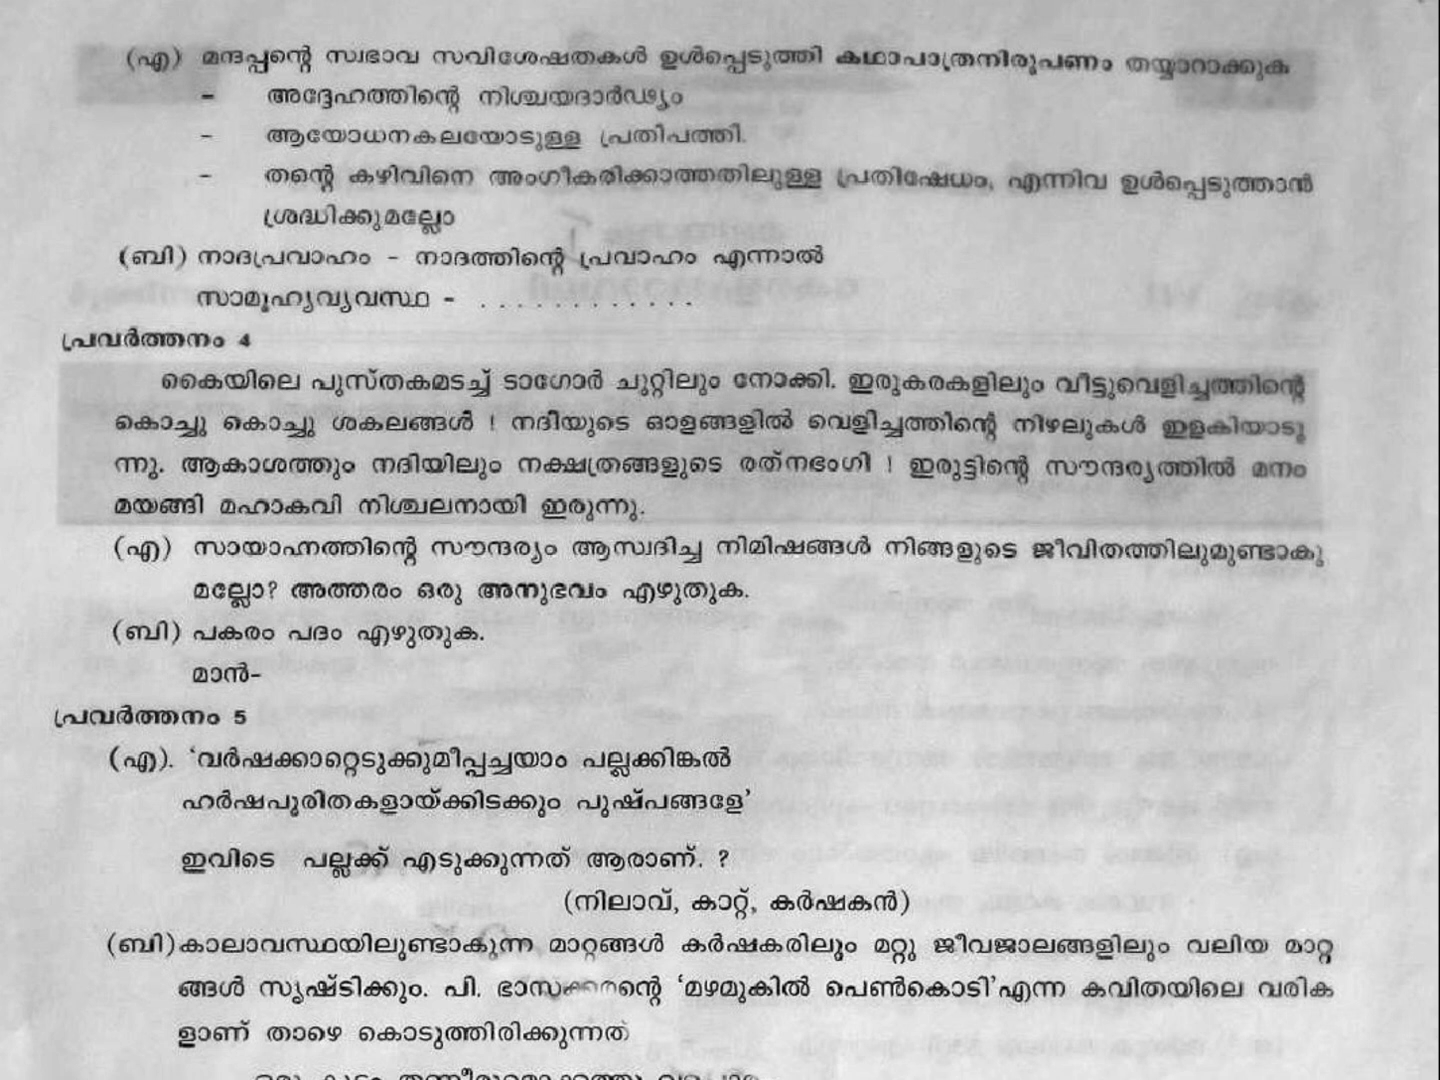 (എ) മന്ദപ്പന്റെ സ്വഭാവ സവിശേഷതകൾ ഉൾപ്പെടുത്തി കഥാപാത്രനിരൂപണം തയ്യാറാക്കുക
- അദ്ദേഹത്തിന്റെ നിശ്ചയദാർഢ്യം
- ആയോധനകലയോടുള്ള പ്രതിപത്തി.
- തന്റെ കഴിവിനെ അംഗീകരിക്കാത്തതിലുള്ള പ്രതിഷേധം, എന്നിവ ഉൾപ്പെടുത്താൻ
ശ്രദ്ധിക്കുമല്ലോ
(ബി) നാദപ്രവാഹം - നാദത്തിന്റെ പ്രവാഹം എന്നാൽ
സാമൂഹ്യവ്യവസ്ഥ - . . . . . . . . . . . .
പ്രവർത്തനം 4
കൈയിലെ പുസ്തകമടച്ച് ടാഗോർ ചുറ്റിലും നോക്കി. ഇരുകരകളിലും വീട്ടുവെളിച്ചത്തിന്റെ
കൊച്ചു കൊച്ചു ശകലങ്ങൾ ! നദിയുടെ ഓളങ്ങളിൽ വെളിച്ചത്തിന്റെ നിഴലുകൾ ഇളകിയാടു
ന്നു. ആകാശത്തും നദിയിലും നക്ഷത്രങ്ങളുടെ രത്നഭംഗി ! ഇരുട്ടിന്റെ സൗന്ദര്യത്തിൽ മനം
മയങ്ങി മഹാകവി നിശ്ചലനായി ഇരുന്നു.
(എ) സായാഹ്നത്തിന്റെ സൗന്ദര്യം ആസ്വദിച്ച നിമിഷങ്ങൾ നിങ്ങളുടെ ജീവിതത്തിലുമുണ്ടാകു
മല്ലോ? അത്തരം ഒരു അനുഭവം എഴുതുക.
(ബി) പകരം പദം എഴുതുക.
മാൻ-
പ്രവർത്തനം 5
(എ). 'വർഷക്കാറ്റെടുക്കുമീപ്പച്ചയാം പല്ലക്കിങ്കൽ
ഹർഷപൂരിതകളായ്ക്കിടക്കും പുഷ്പങ്ങളേ'
ഇവിടെ പല്ലക്ക് എടുക്കുന്നത് ആരാണ്. ?
(നിലാവ്, കാറ്റ്, കർഷകൻ)
(ബി) കാലാവസ്ഥയിലുണ്ടാകുന്ന മാറ്റങ്ങൾ കർഷകരിലും മറ്റു ജീവജാലങ്ങളിലും വലിയ മാറ്റ
ങ്ങൾ സൃഷ്ടിക്കും. പി. ഭാസ്കരന്റെ 'മഴമുകിൽ പെൺകൊടി'എന്ന കവിതയിലെ വരിക
ളാണ് താഴെ കൊടുത്തിരിക്കുന്നത്